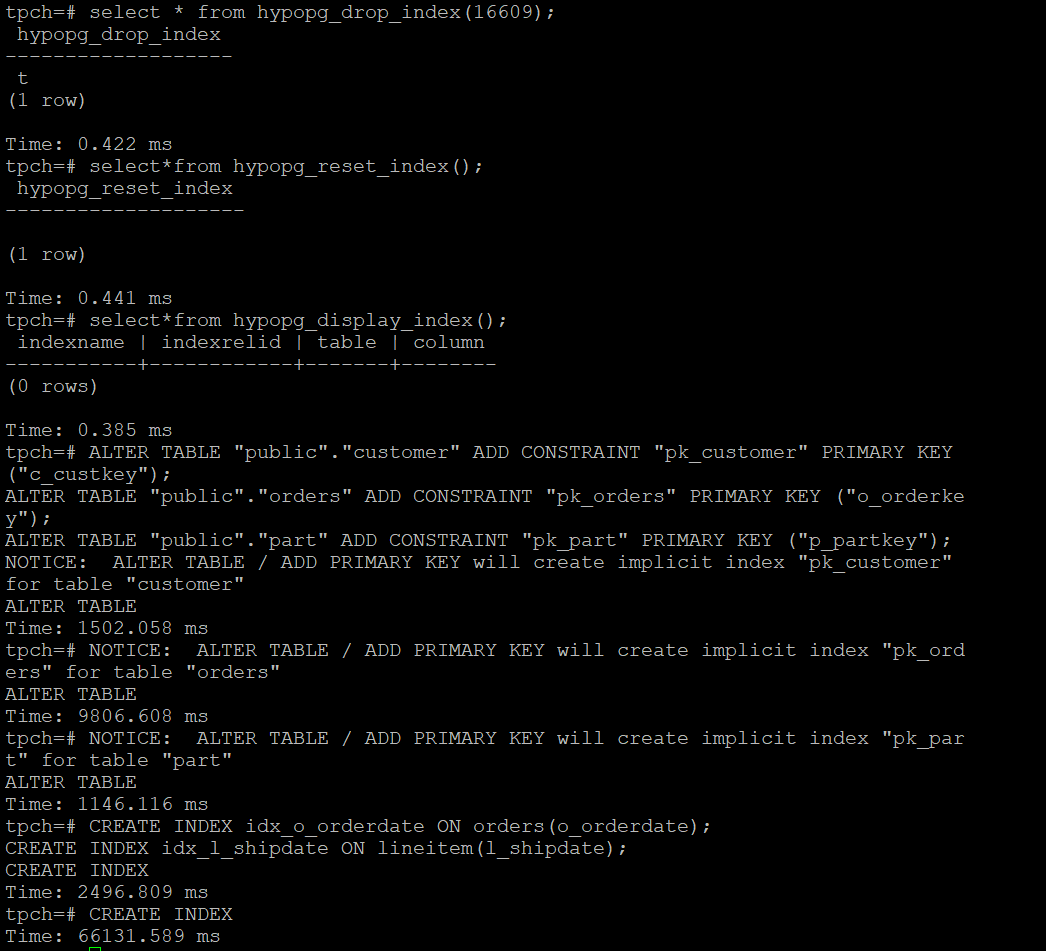 tpch=# select * from hypopg_drop_index(16609);
 hypopg_drop_index
-------------------
 t
(1 row)

Time: 0.422 ms
tpch=# select*from hypopg_reset_index();
 hypopg_reset_index
--------------------

(1 row)

Time: 0.441 ms
tpch=# select*from hypopg_display_index();
 indexname | indexrelid | table | column
-----------+------------+-------+--------
(0 rows)

Time: 0.385 ms
tpch=# ALTER TABLE "public"."customer" ADD CONSTRAINT "pk_customer" PRIMARY KEY
("c_custkey");
ALTER TABLE "public"."orders" ADD CONSTRAINT "pk_orders" PRIMARY KEY ("o_orderke
y");
ALTER TABLE "public"."part" ADD CONSTRAINT "pk_part" PRIMARY KEY ("p_partkey");
NOTICE:  ALTER TABLE / ADD PRIMARY KEY will create implicit index "pk_customer"
for table "customer"
ALTER TABLE
Time: 1502.058 ms
tpch=# NOTICE:  ALTER TABLE / ADD PRIMARY KEY will create implicit index "pk_ord
ers" for table "orders"
ALTER TABLE
Time: 9806.608 ms
tpch=# NOTICE:  ALTER TABLE / ADD PRIMARY KEY will create implicit index "pk_par
t" for table "part"
ALTER TABLE
Time: 1146.116 ms
tpch=# CREATE INDEX idx_o_orderdate ON orders(o_orderdate);
CREATE INDEX idx_l_shipdate ON lineitem(l_shipdate);
CREATE INDEX
Time: 2496.809 ms
tpch=# CREATE INDEX
Time: 66131.589 ms